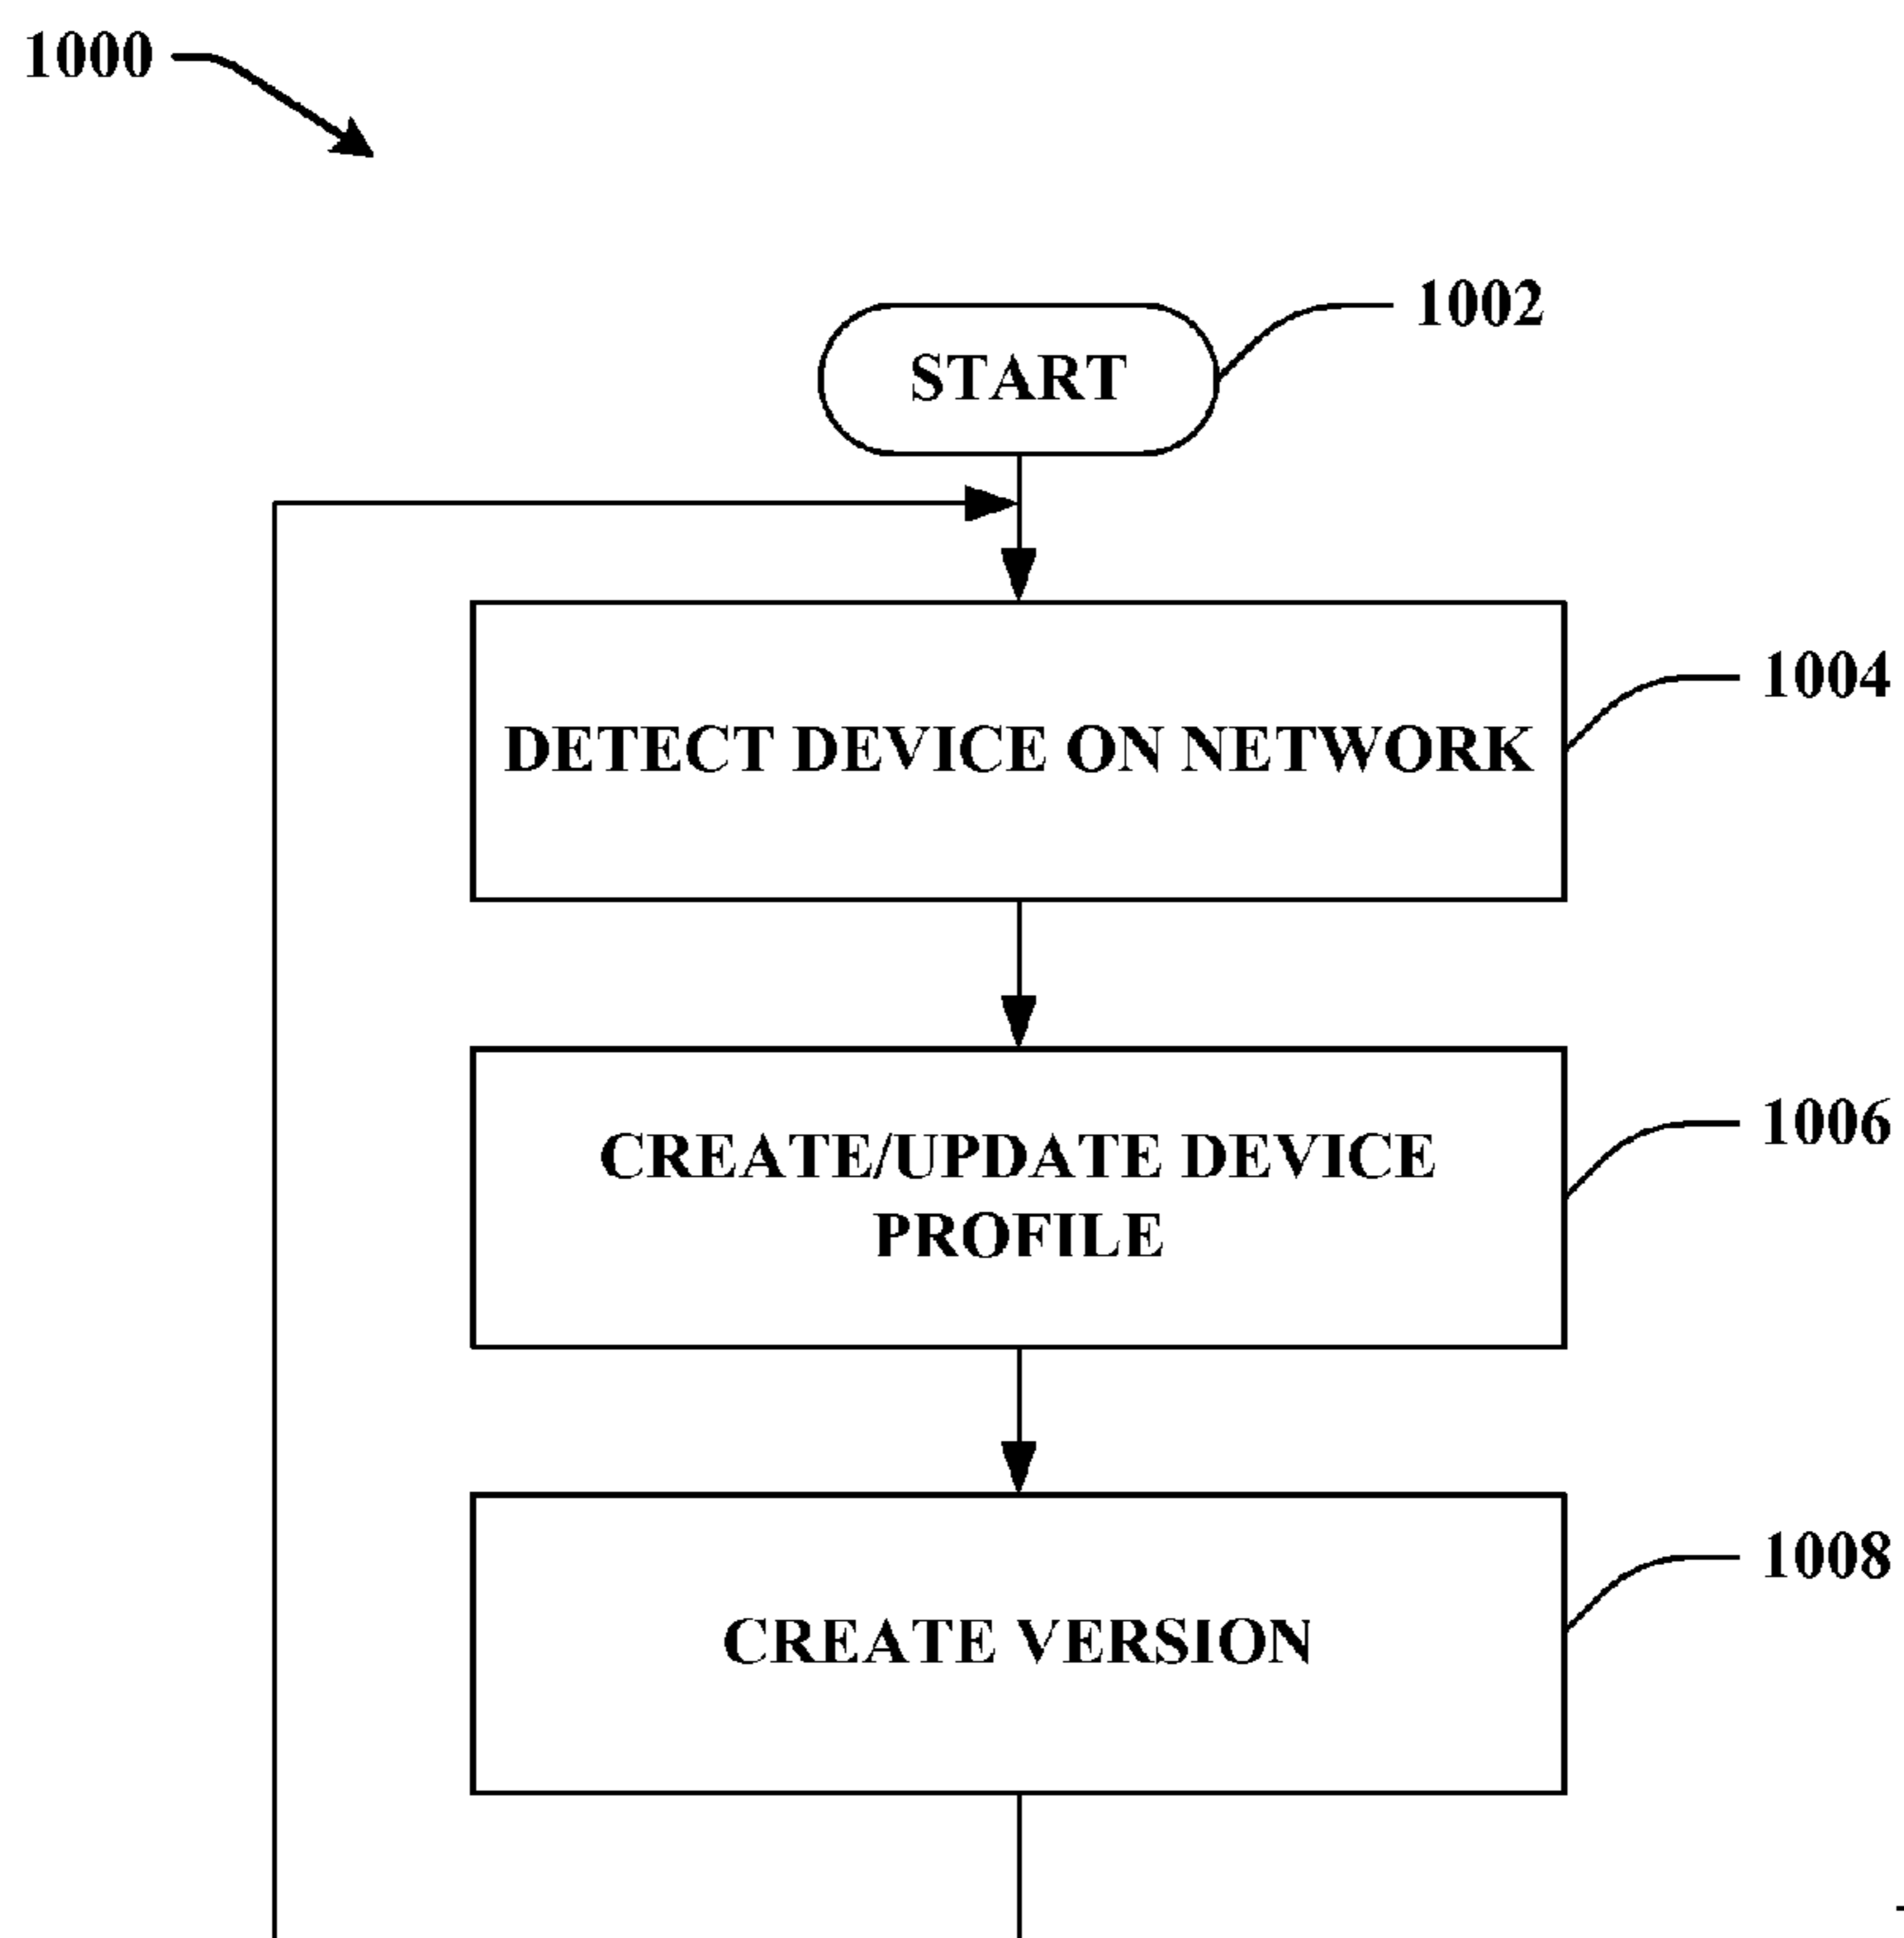 1000
1002
START
1004
DETECT DEVICE ON NETWORK
1006
CREATE/UPDATE DEVICE
PROFILE
1008
CREATE VERSION